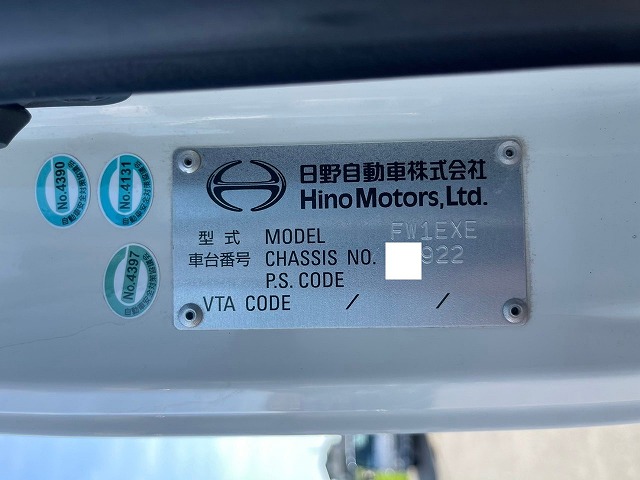 日野自動車株式会社
Hino Motors, Ltd.
型式 MODEL FW1EXE
車台番号 CHASSIS NO. 922
P.S. CODE
VTA CODE / /
No.4390
No.4131
No.4397